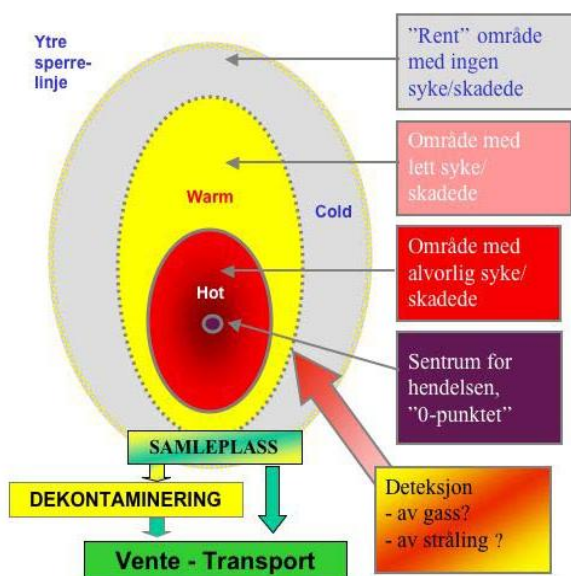 Ytre
sperre-
linje
”Rent” område
med ingen
syke/skadede
Område med
lett syke/
skadede
Warm
Cold
Område med
alvorlig syke/
skadede
Hot
Sentrum for
hendelsen,
”0-punktet”
SAMLEPLASS
DEKONTAMINERING
Deteksjon
- av gass?
- av stråling ?
Vente - Transport